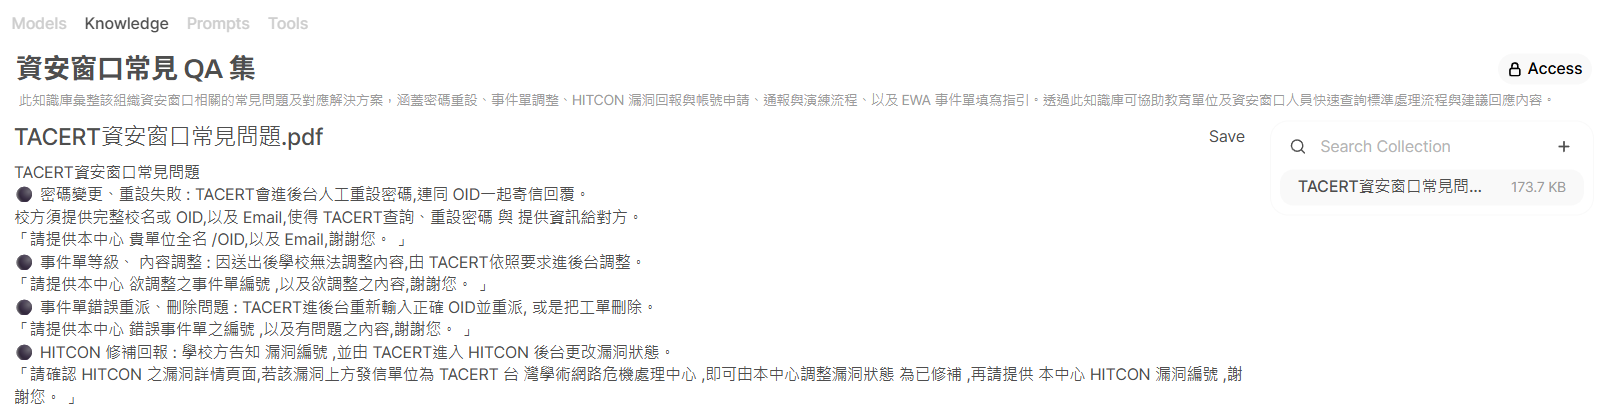 Models Knowledge Prompts Tools
資安窗口常見 QA 集
Access
此知識庫彙整該組織資安窗口相關的常見問題及對應解決方案，涵蓋密碼重設、事件單調整、HITCON 漏洞回報與帳號申請、通報與演練流程、以及 EWA 事件單填寫指引。透過此知識庫可協助教育單位及資安窗口人員快速查詢標準處理流程與建議回應內容。
TACERT資安窗口常見問題.pdf
Save
Search Collection
TACERT資安窗口常見問... 173.7 KB
TACERT資安窗口常見問題
● 密碼變更、重設失敗 : TACERT會進後台人工重設密碼,連同 OID一起寄信回覆。
校方須提供完整校名或 OID,以及 Email,使得 TACERT查詢、重設密碼 與 提供資訊給對方。
「請提供本中心 貴單位全名 /OID,以及 Email,謝謝您。 」
● 事件單等級、 內容調整 : 因送出後學校無法調整內容,由 TACERT依照要求進後台調整。
「請提供本中心 欲調整之事件單編號 ,以及欲調整之內容,謝謝您。 」
● 事件單錯誤重派、刪除問題 : TACERT進後台重新輸入正確 OID並重派, 或是把工單刪除。
「請提供本中心 錯誤事件單之編號 ,以及有問題之內容,謝謝您。 」
● HITCON 修補回報 : 學校方告知 漏洞編號 ,並由 TACERT進入 HITCON 後台更改漏洞狀態。
「請確認 HITCON 之漏洞詳情頁面,若該漏洞上方發信單位為 TACERT 台 灣學術網路危機處理中心 ,即可由本中心調整漏洞狀態 為已修補 ,再請提供 本中心 HITCON 漏洞編號 ,謝
謝您。 」